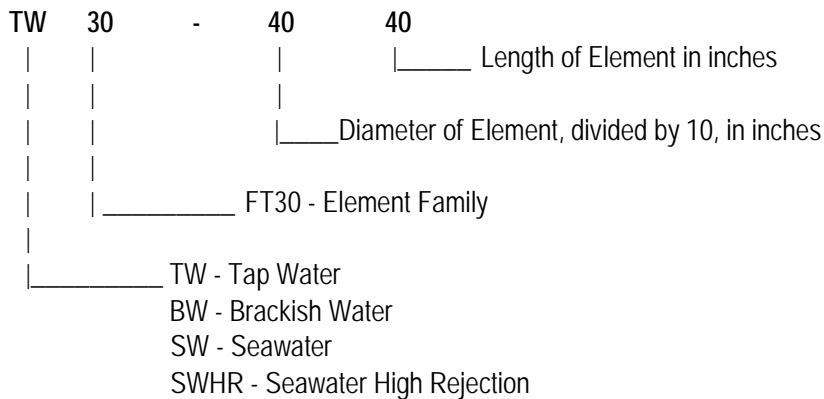 TW 30 - 40 40
Length of Element in inches
Diameter of Element, divided by 10, in inches
FT30 - Element Family
TW - Tap Water
BW - Brackish Water
SW - Seawater
SWHR - Seawater High Rejection